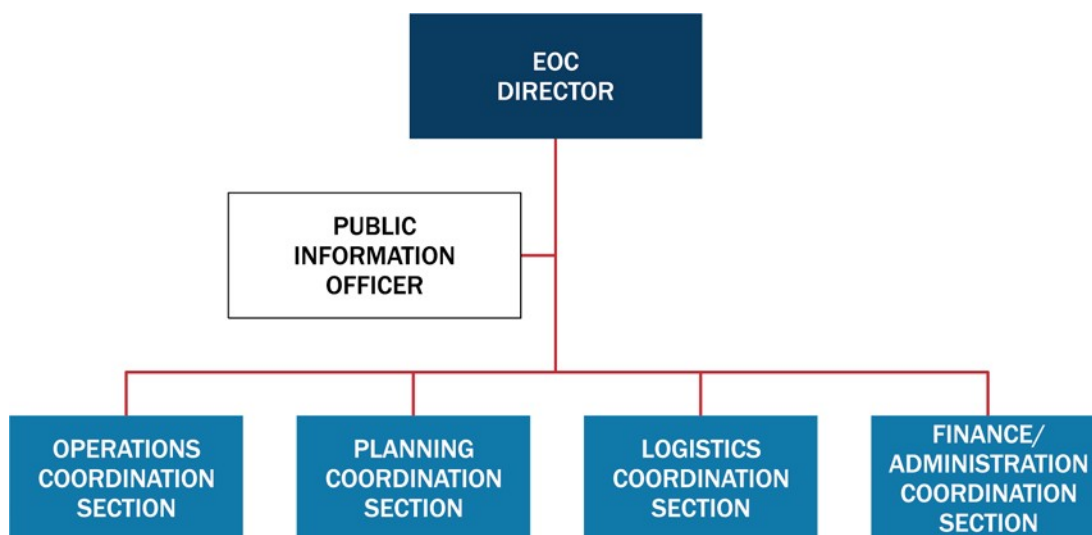 EOC
DIRECTOR
PUBLIC
INFORMATION
OFFICER
OPERATIONS
COORDINATION
SECTION
PLANNING
COORDINATION
SECTION
LOGISTICS
COORDINATION
SECTION
FINANCE/
ADMINISTRATION
COORDINATION
SECTION